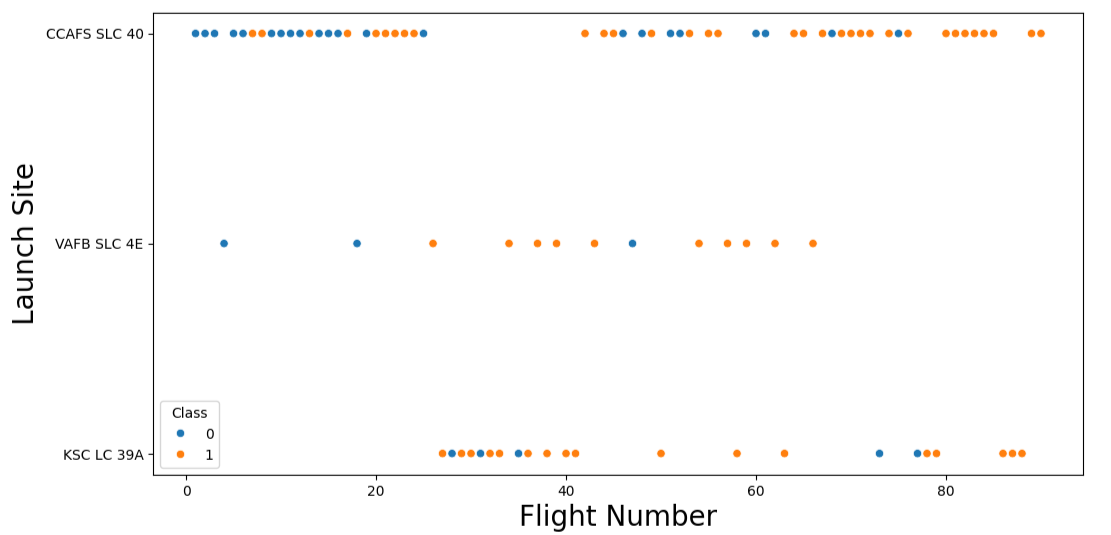 CCAFS SLC 40
VAFB SLC 4E
KSC LC 39A
Launch Site
Class
0
1
0 20 40 60 80
Flight Number